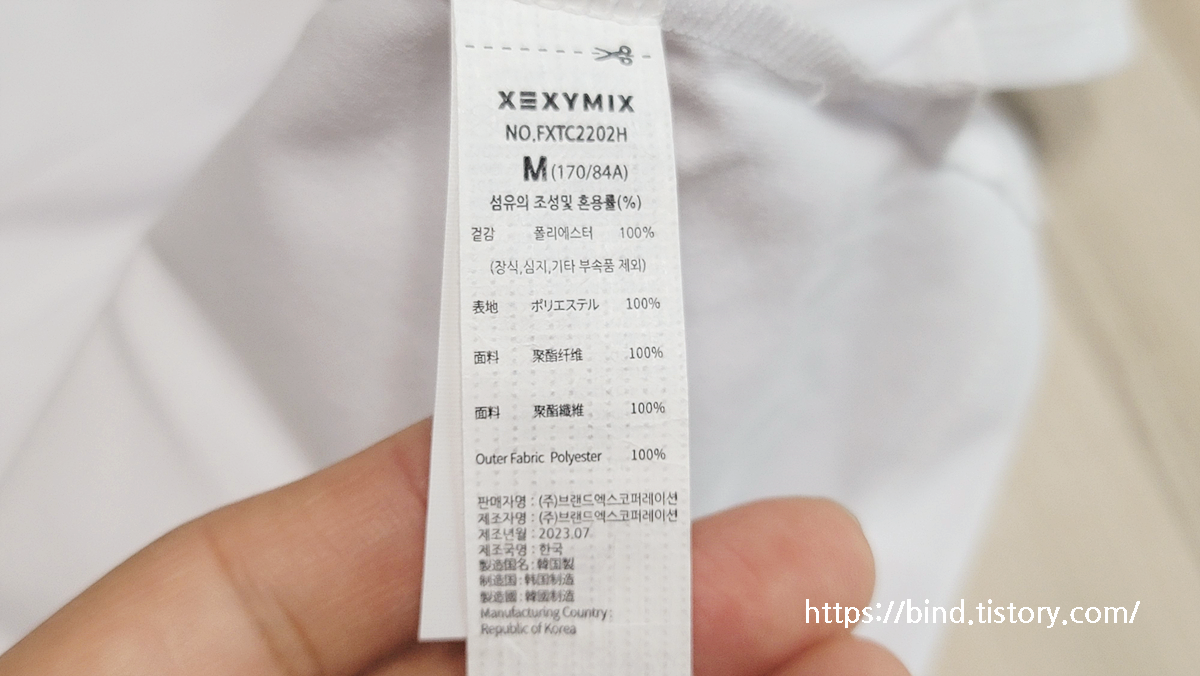 XEXYMIX
NO.FXTC2202H
M(170/84A)
섬유의 조성및 혼용률(%)
겉감 폴리에스터 100%
(장식,심지,기타 부속품 제외)
表地 ポリエステル 100%
面料 聚酯纤维 100%
面料 聚酯纖維 100%
Outer Fabric Polyester 100%
판매자명 : (주)브랜드엑스코퍼레이션
제조자명 : (주)브랜드엑스코퍼레이션
제조년월 : 2023.07
제조국명 : 한국
製造国名 : 韓国製
制造国 : 韩国制造
製造國 : 韓國制造
Manufacturing Country :
Republic of Korea
https://bind.tistory.com/